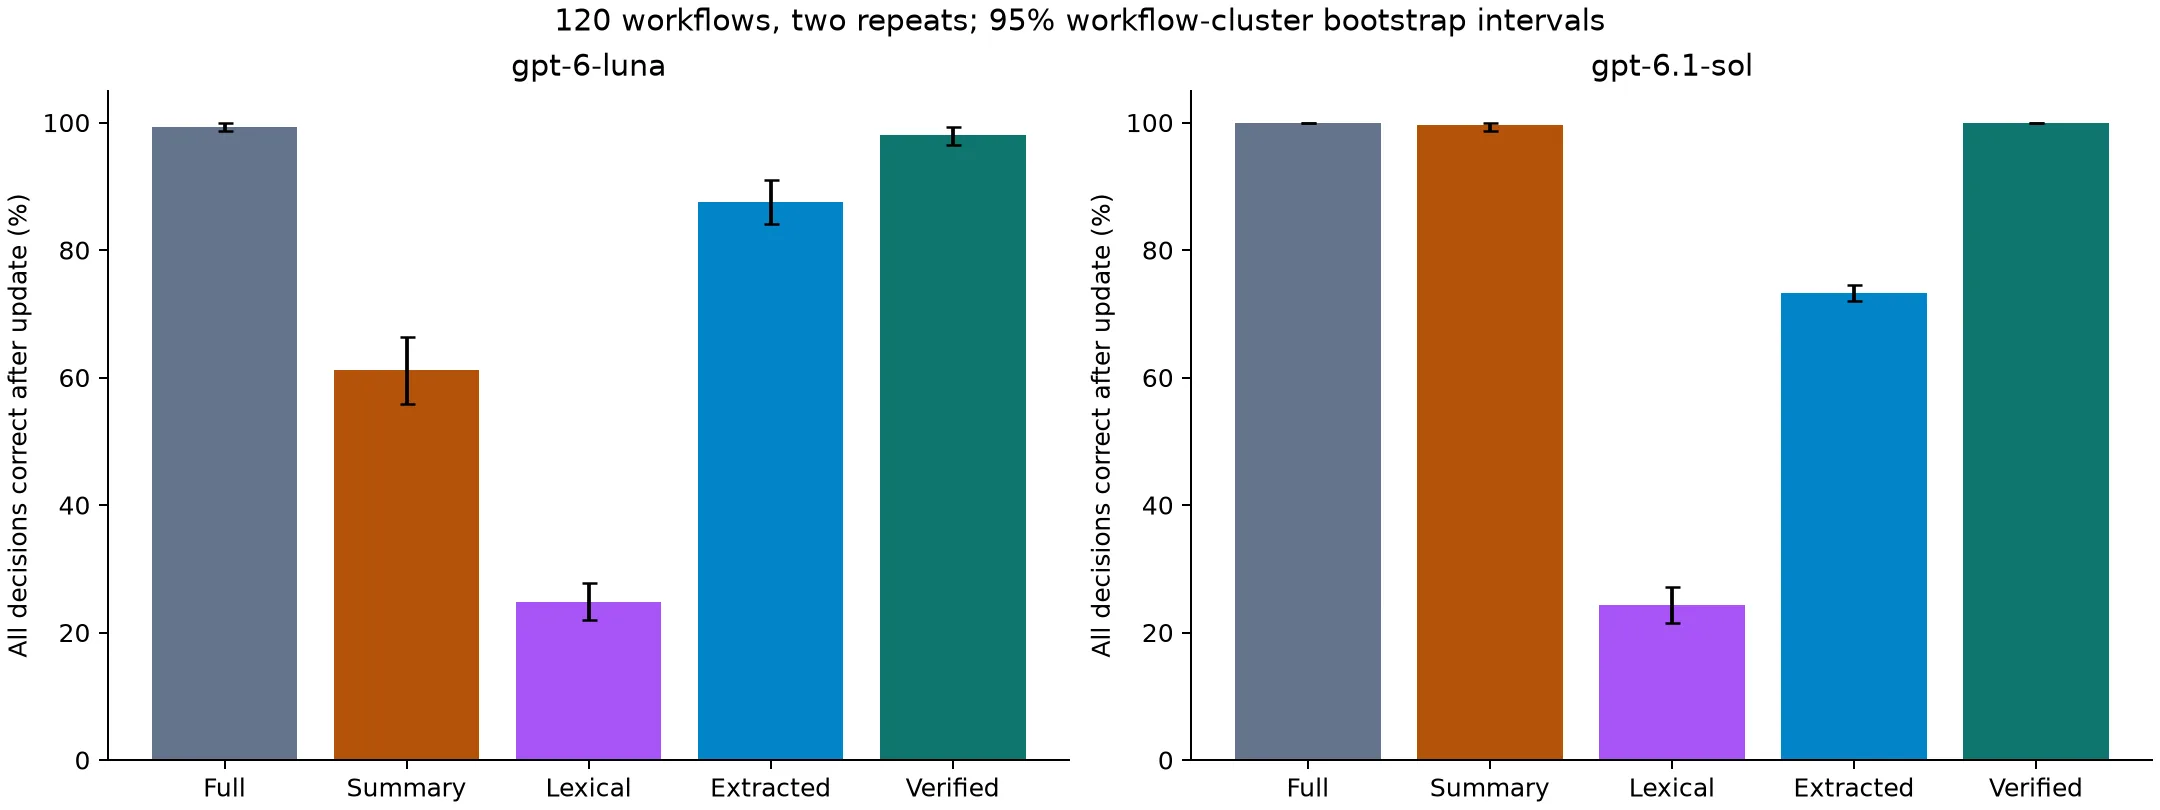 120 workflows, two repeats; 95% workflow-cluster bootstrap intervals
gpt-6-luna
All decisions correct after update (%)
100
80
60
40
20
0
Full Summary Lexical Extracted Verified
gpt-6.1-sol
All decisions correct after update (%)
100
80
60
40
20
0
Full Summary Lexical Extracted Verified